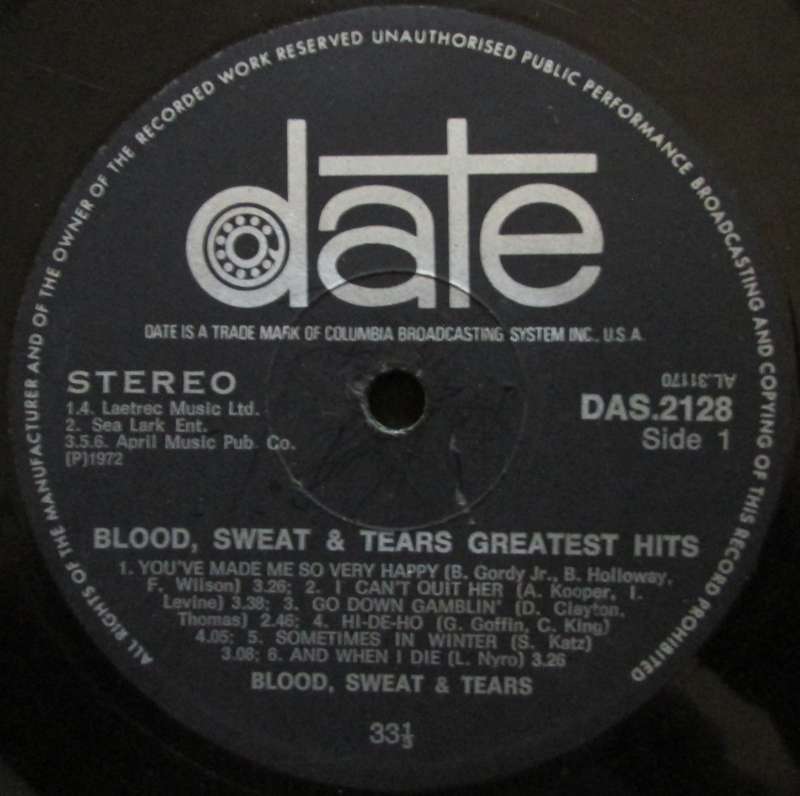 ALL RIGHTS OF THE MANUFACTURER AND OF THE OWNER OF THE RECORDED WORK RESERVED UNAUTHORISED PUBLIC PERFORMANCE BROADCASTING AND COPYING OF THIS RECORD PROHIBITED
date
DATE IS A TRADE MARK OF COLUMBIA BROADCASTING SYSTEM INC., U.S.A.
STEREO
1.4. Laetrec Music Ltd.
2. Sea Lark Ent.
3.5.6. April Music Pub. Co.
(P)1972
AL.31170
DAS.2128
Side 1
BLOOD, SWEAT & TEARS GREATEST HITS
1. YOU'VE MADE ME SO VERY HAPPY (B. Gordy Jr., B. Holloway,
F. Wilson) 3.26; 2. I CAN'T QUIT HER (A. Kooper, I.
Levine) 3.38; 3. GO DOWN GAMBLIN' (D. Clayton
Thomas) 2.46; 4. HI-DE-HO (G. Goffin, C. King)
4.05; 5. SOMETIMES IN WINTER (S. Katz)
3.08; 6. AND WHEN I DIE (L. Nyro) 3.26
BLOOD, SWEAT & TEARS
33⅓